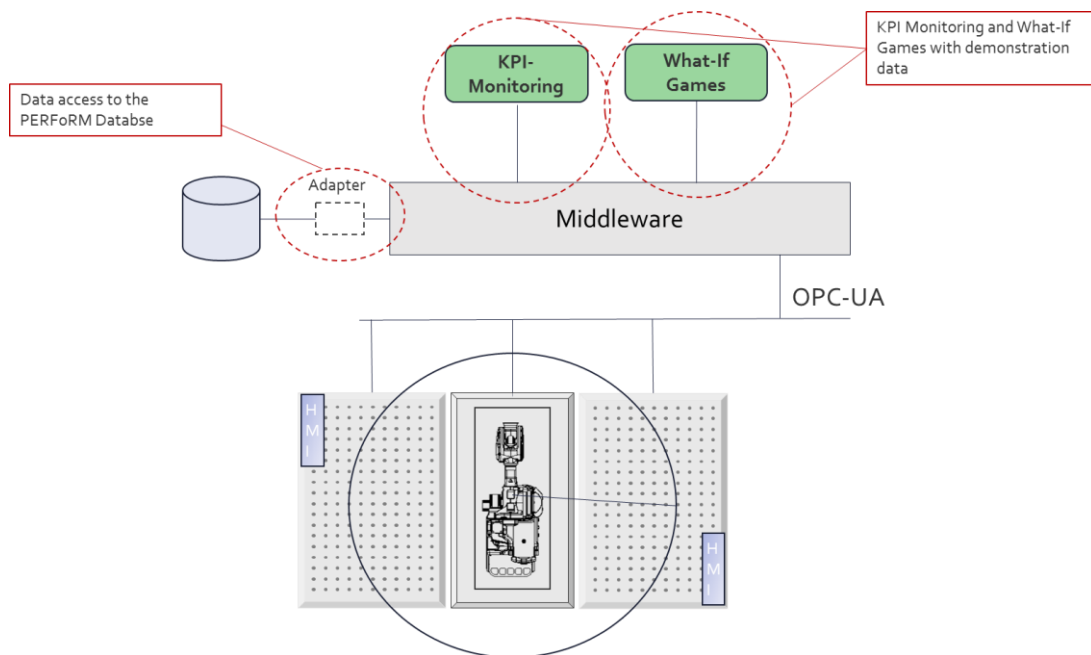 KPI Monitoring and What-If
Games with demonstration
data
KPI-
Monitoring
What-If
Games
Data access to the
PERFoRM Databse
Adapter
Middleware
OPC-UA
H
M
I
H
M
I